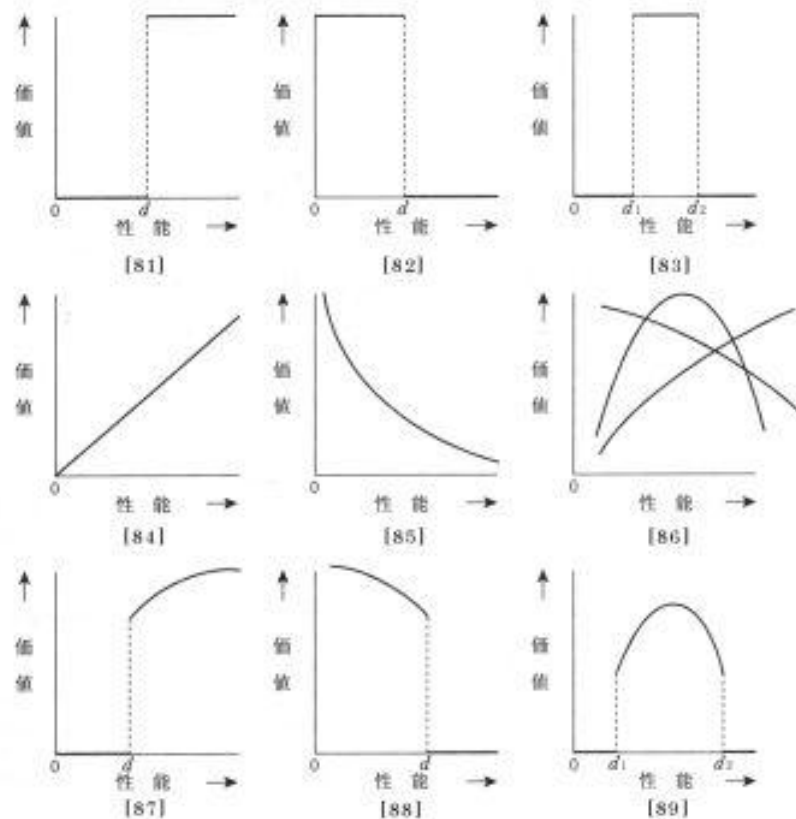 価値
0 d
性能
[81]
価値
0 d
性能
[82]
価値
0 d1 d2
性能
[83]
価値
0
性能
[84]
価値
0
性能
[85]
価値
0
性能
[86]
価値
0 d
性能
[87]
価値
0 d
性能
[88]
価値
0 d1 d2
性能
[89]